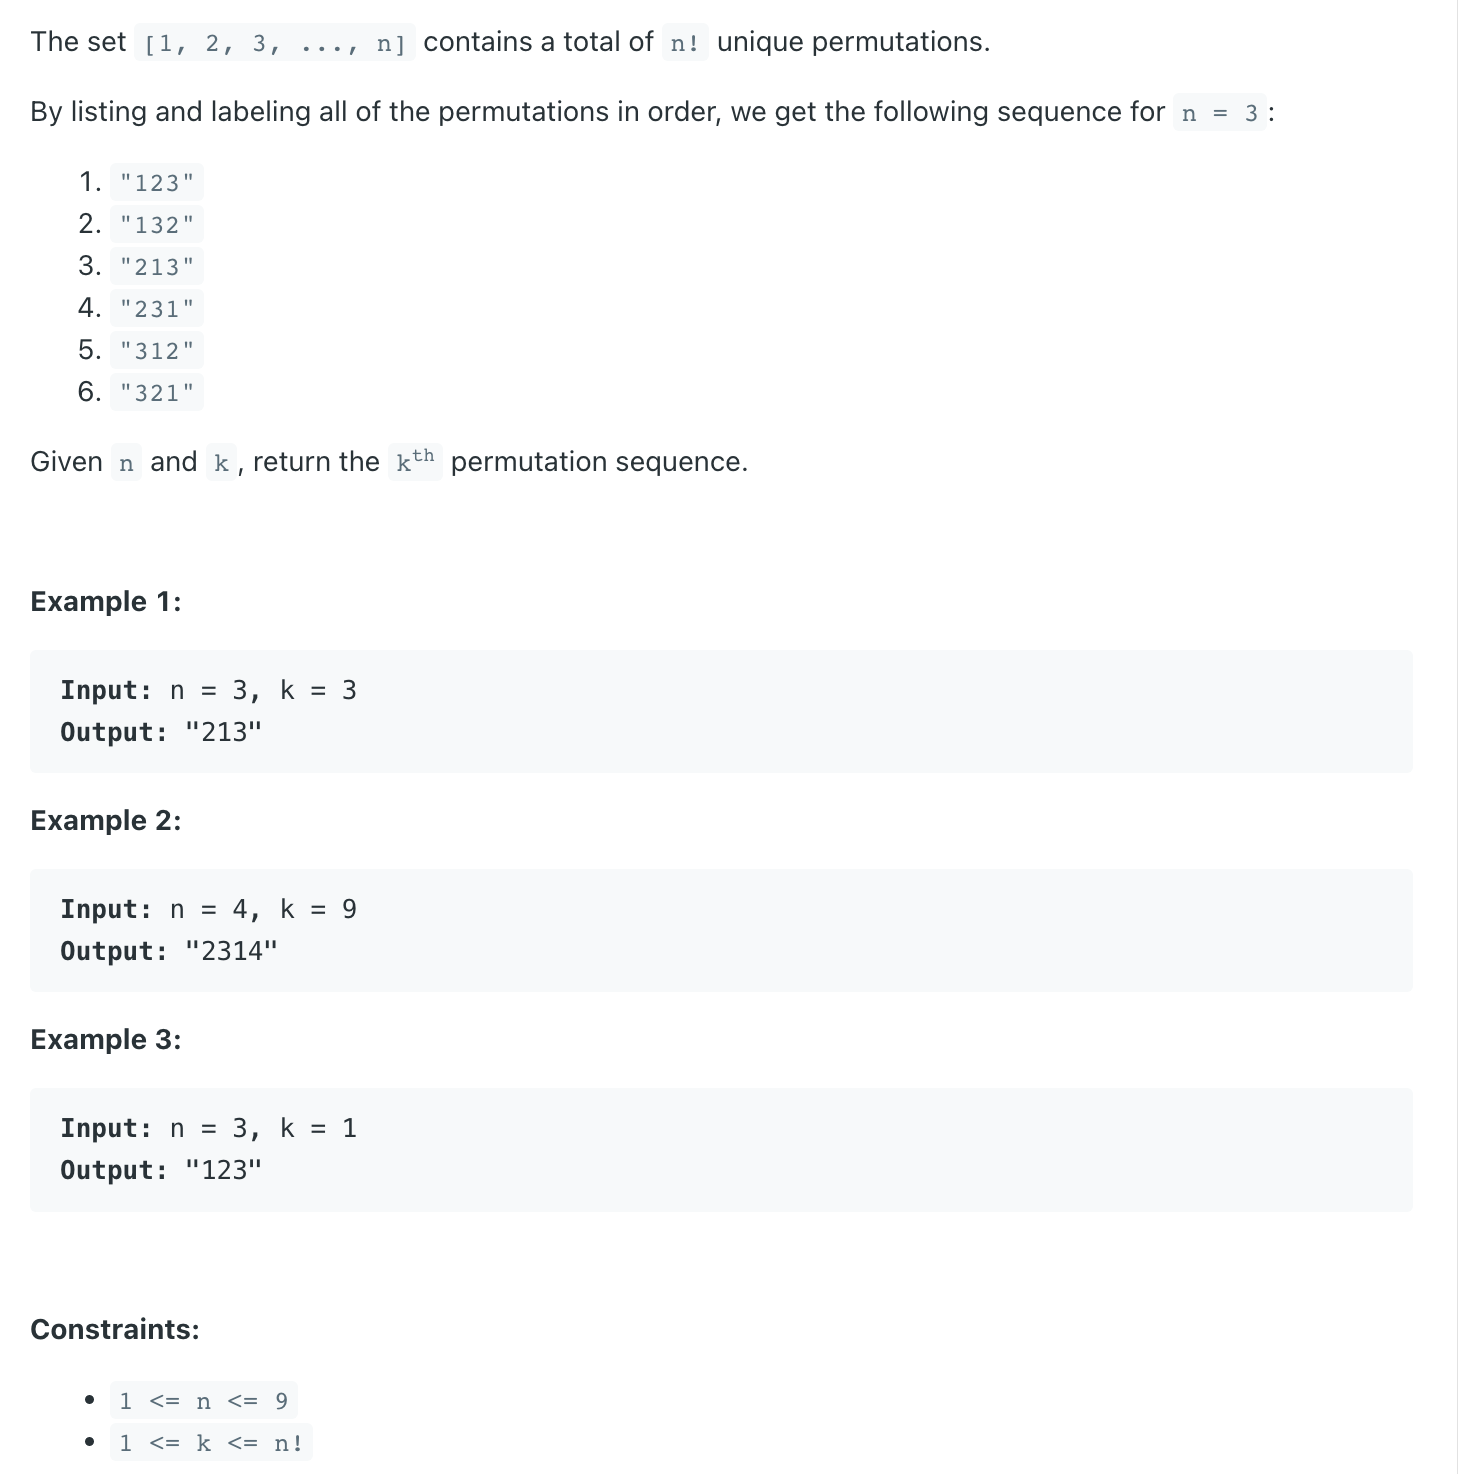 The set [1, 2, 3, ..., n] contains a total of n! unique permutations.
By listing and labeling all of the permutations in order, we get the following sequence for n = 3:
1. "123"
2. "132"
3. "213"
4. "231"
5. "312"
6. "321"
Given n and k, return the kth permutation sequence.
Example 1:
Input: n = 3, k = 3
Output: "213"
Example 2:
Input: n = 4, k = 9
Output: "2314"
Example 3:
Input: n = 3, k = 1
Output: "123"
Constraints:
• 1 <= n <= 9
• 1 <= k <= n!